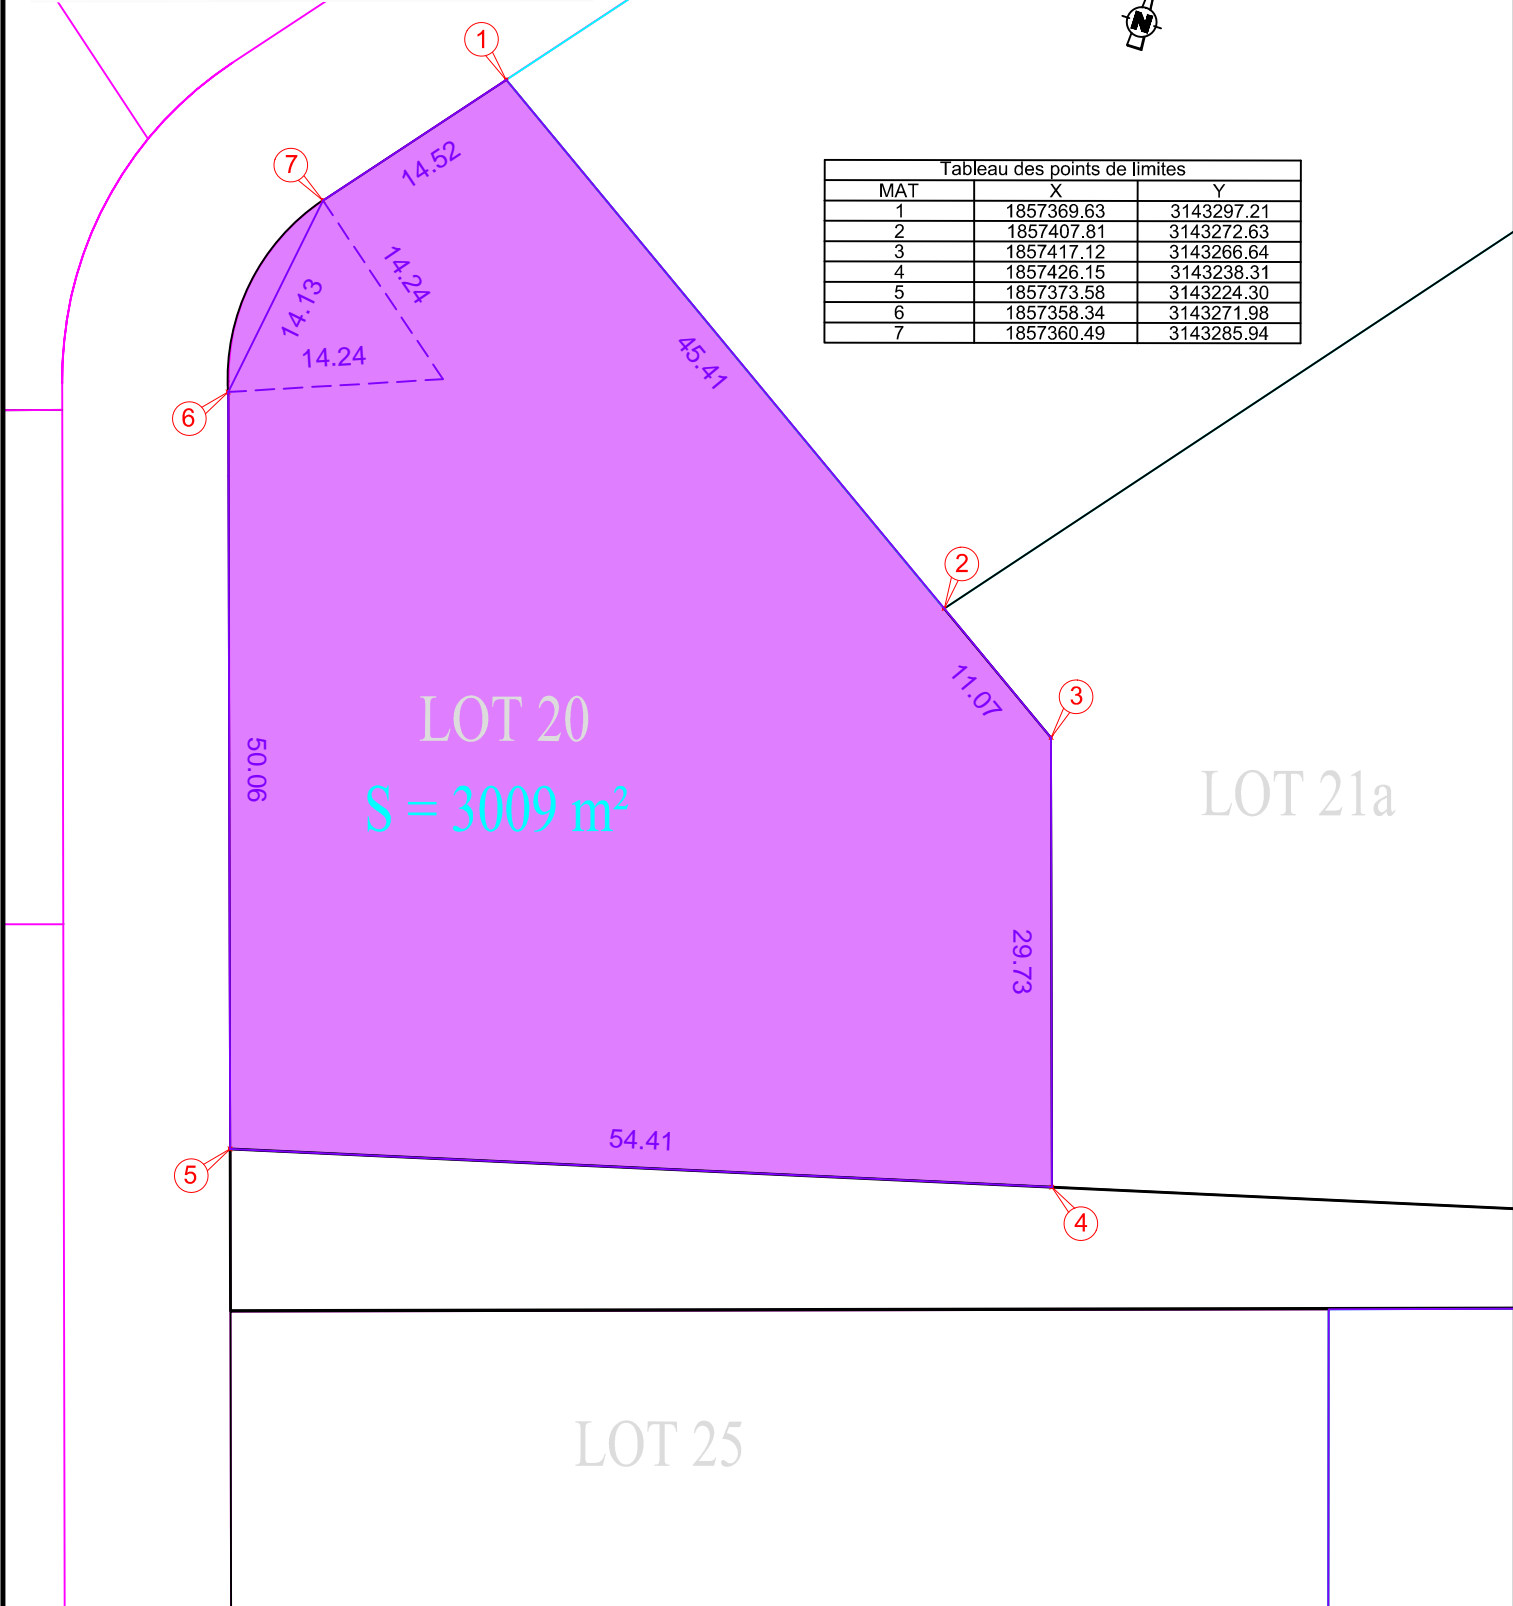 N
1
7
14.52
Tableau des points de limites
MAT X Y
1 1857369.63 3143297.21
2 1857407.81 3143272.63
3 1857417.12 3143266.64
4 1857426.15 3143238.31
5 1857373.58 3143224.30
6 1857358.34 3143271.98
7 1857360.49 3143285.94
14.24
14.13
14.24
45.41
6
2
11.07
3
LOT 20
50.06
S = 3009 m²
LOT 21a
29.73
54.41
5
4
LOT 25